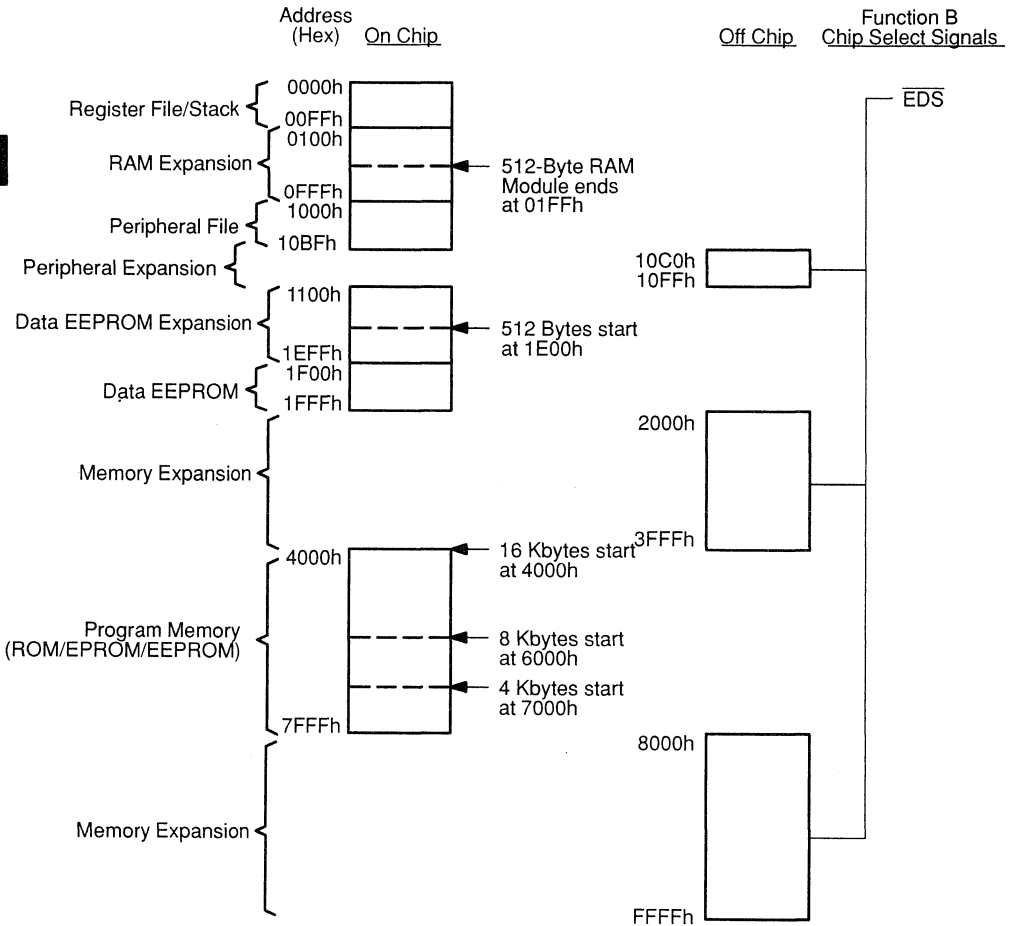 Address
(Hex)
On Chip
Off Chip
Function B
Chip Select Signals
EDS
Register File/Stack
0000h
00FFh
RAM Expansion
0100h
0FFFh
512-Byte RAM
Module ends
at 01FFh
Peripheral File
1000h
10BFh
Peripheral Expansion
10C0h
10FFh
Data EEPROM Expansion
1100h
1EFFh
512 Bytes start
at 1E00h
Data EEPROM
1F00h
1FFFh
Memory Expansion
2000h
3FFFh
4000h
16 Kbytes start
at 4000h
Program Memory
(ROM/EPROM/EEPROM)
8 Kbytes start
at 6000h
4 Kbytes start
at 7000h
7FFFh
Memory Expansion
8000h
FFFFh